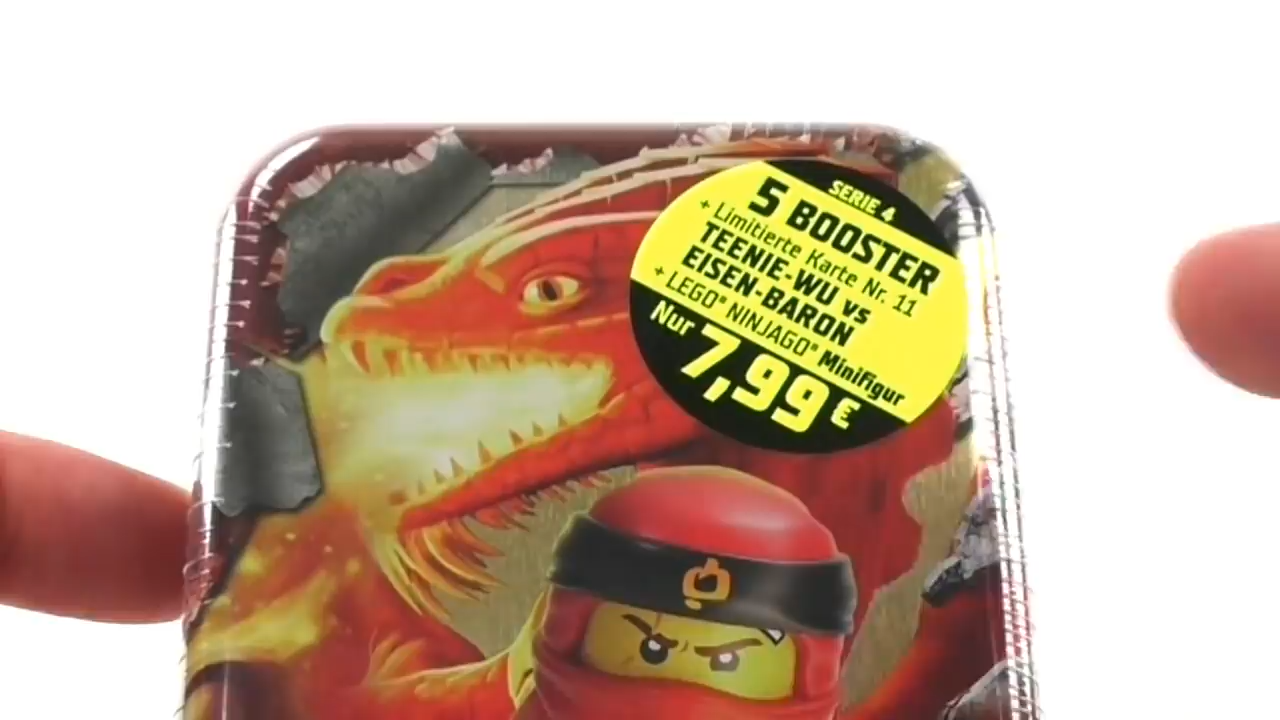 SERIE 4
5 BOOSTER
+ Limitierte Karte Nr. 11
TEENIE-WU vs
EISEN-BARON
+ LEGO® NINJAGO® Minifigur
Nur
7,99 €